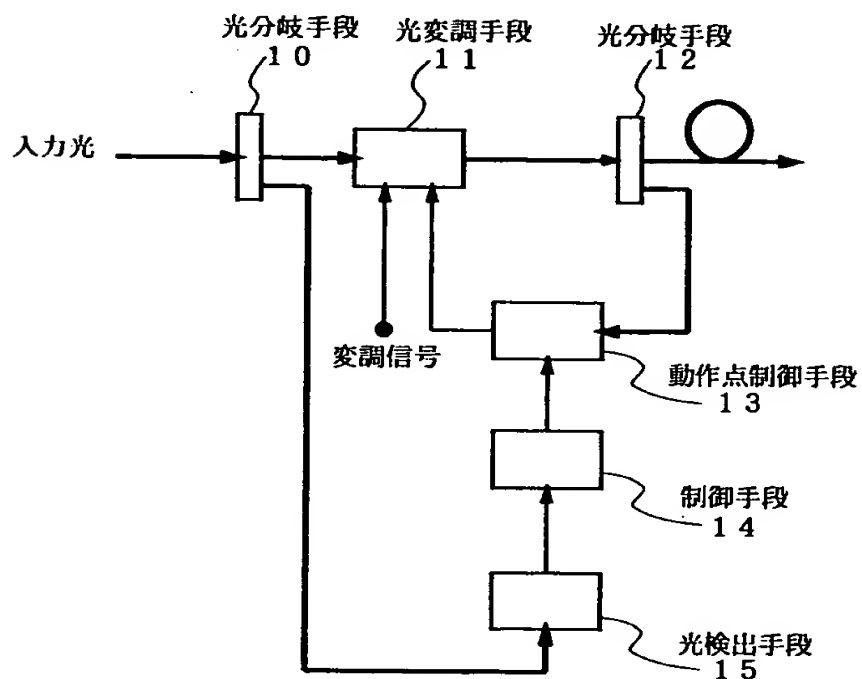 光分岐手段
１０
光変調手段
１１
光分岐手段
１２
入力光
変調信号
動作点制御手段
１３
制御手段
１４
光検出手段
１５